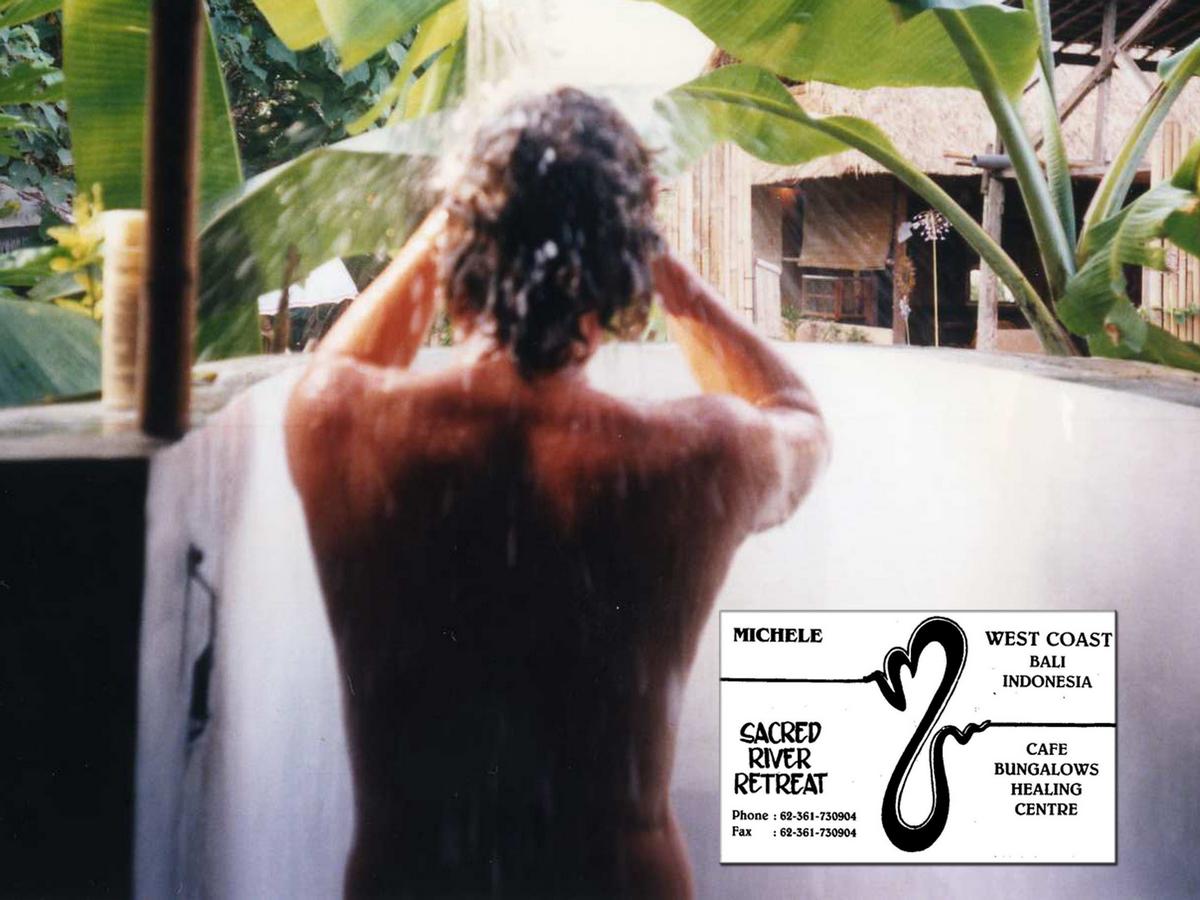 MICHELE
WEST COAST
BALI
INDONESIA
SACRED
RIVER
RETREAT
Phone : 62-361-730904
Fax : 62-361-730904
CAFE
BUNGALOWS
HEALING
CENTRE